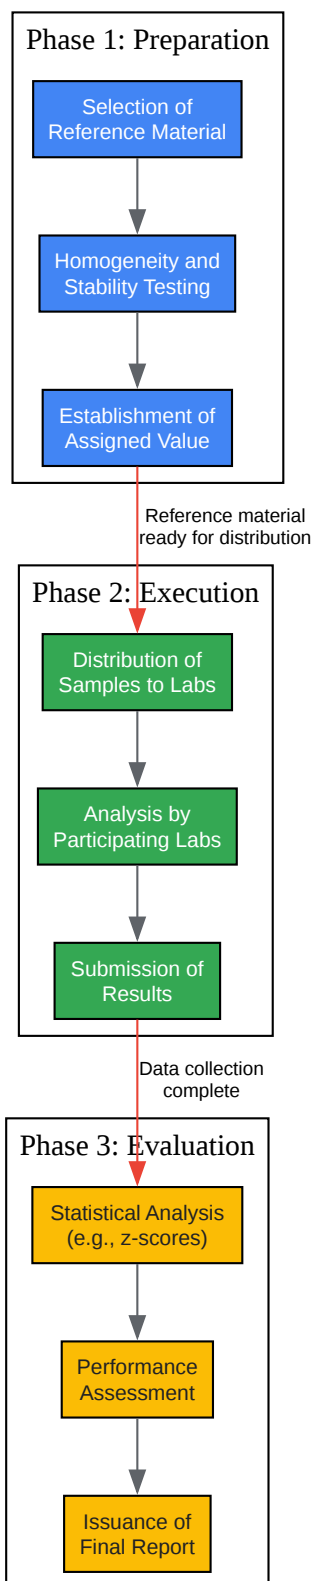 Phase 1: Preparation
Selection of
Reference Material
Homogeneity and
Stability Testing
Establishment of
Assigned Value
Reference material
ready for distribution
Phase 2: Execution
Distribution of
Samples to Labs
Analysis by
Participating Labs
Submission of
Results
Data collection
complete
Phase 3: Evaluation
Statistical Analysis
(e.g., z-scores)
Performance
Assessment
Issuance of
Final Report